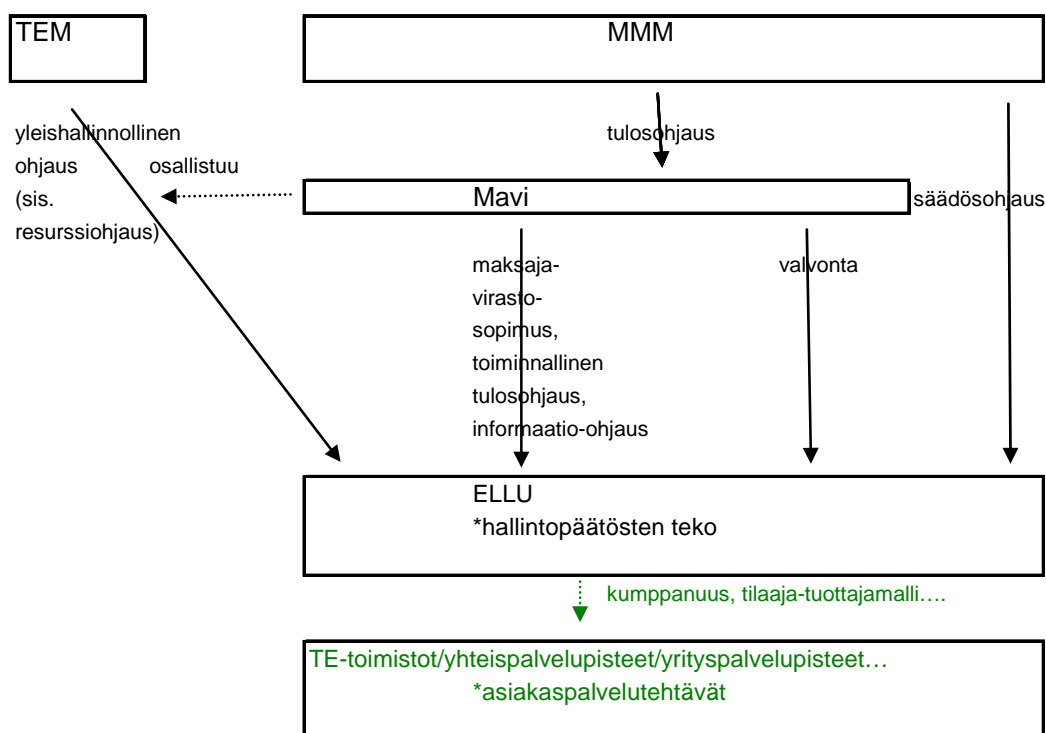 TEM
MMM
yleishallinnollinen
ohjaus
(sis.
resurssiohjaus)
osallistuu
tulosohjaus
Mavi
säädösohjaus
maksaja-
virasto-
sopimus,
toiminnallinen
tulosohjaus,
informaatio-ohjaus
valvonta
ELLU
*hallintopäätösten teko
kumppanuus, tilaaja-tuottajamalli….
TE-toimistot/yhteispalvelupisteet/yrityspalvelupisteet…
*asiakaspalvelutehtävät